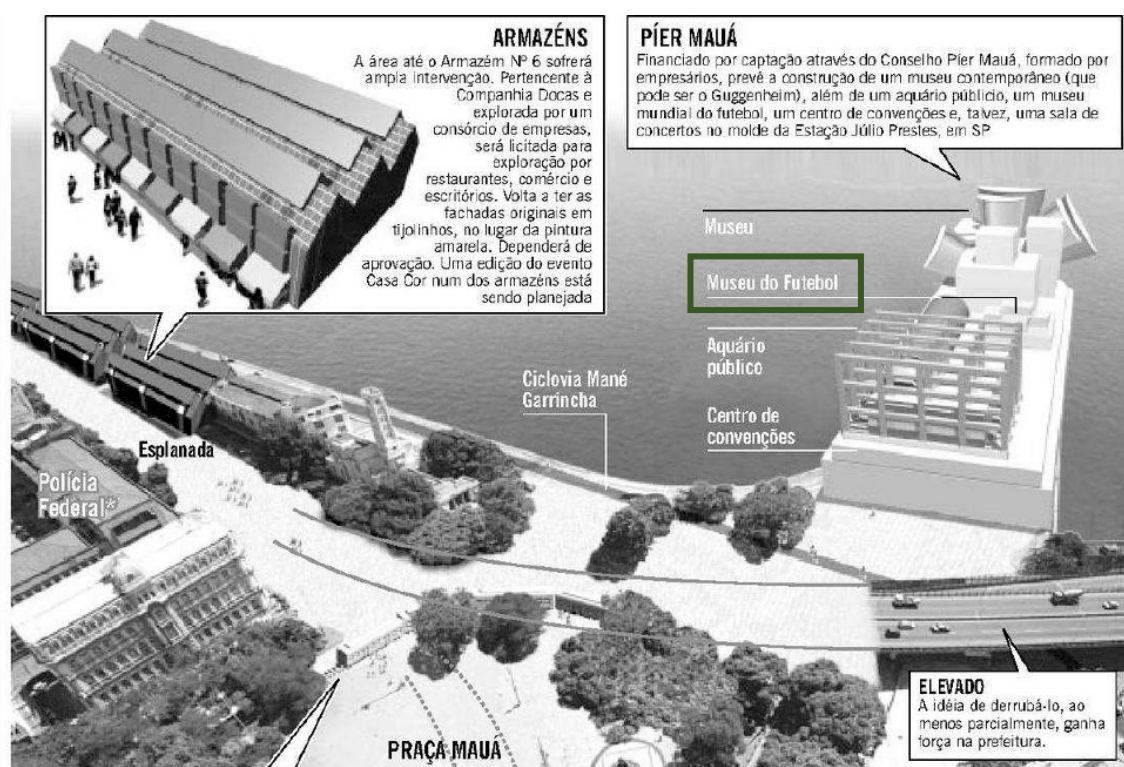 ARMAZÉNS
A área até o Armazém Nº 6 sofrerá
ampla intervenção. Pertencente à
Companhia Docas e
explorada por um
consórcio de empresas,
será licitada para
exploração por
restaurantes, comércio e
escritórios. Volta a ter as
fachadas originais em
tijolinhos, no lugar da pintura
amarela. Dependerá de
aprovação. Uma edição do evento
Casa Cor num dos armazéns está
sendo planejada
PÍER MAUÁ
Financiado por captação através do Conselho Píer Mauá, formado por
empresários, prevê a construção de um museu contemporâneo (que
pode ser o Guggenheim), além de um aquário públicio, um museu
mundial do futebol, um centro de convenções e, talvez, uma sala de
concertos no molde da Estação Júlio Prestes, em SP
Museu
Museu do Futebol
Aquário
público
Centro de
convenções
Ciclovia Mané
Garrincha
Esplanada
Polícia
Federal*
ELEVADO
A idéia de derrubá-lo, ao
menos parcialmente, ganha
força na prefeitura.
PRAÇA MAUÁ